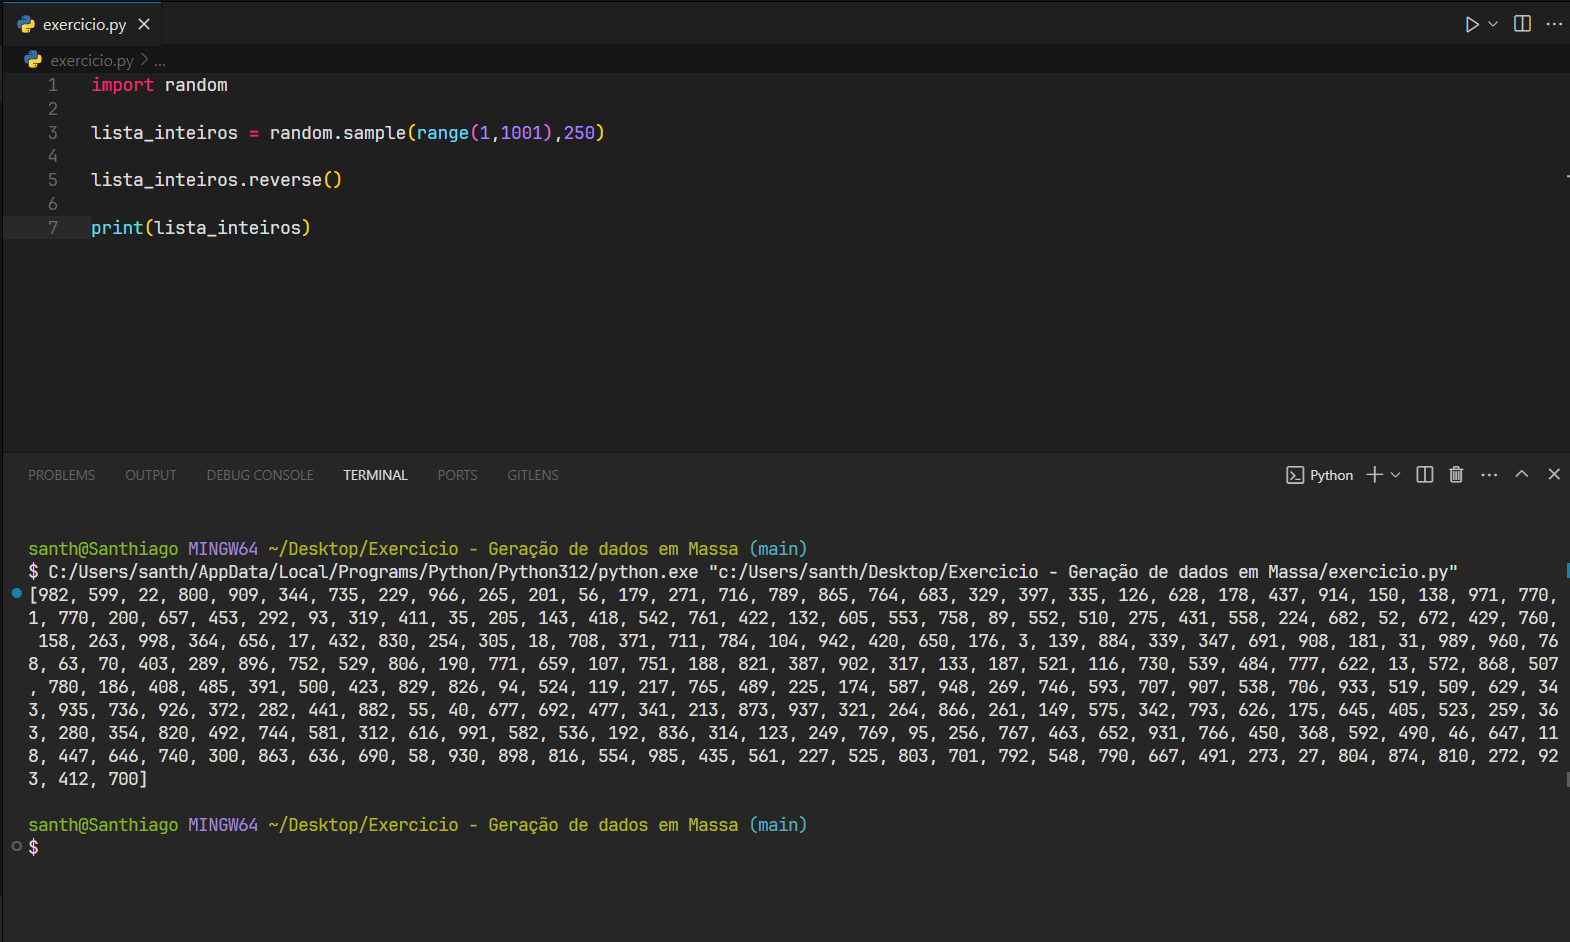 exercicio.py
exercicio.py > ...
1 import random
2
3 lista_inteiros = random.sample(range(1,1001),250)
4
5 lista_inteiros.reverse()
6
7 print(lista_inteiros)
PROBLEMS OUTPUT DEBUG CONSOLE TERMINAL PORTS GITLENS Python
santh@Santhiago MINGW64 ~/Desktop/Exercicio - Geração de dados em Massa (main)
$ C:/Users/santh/AppData/Local/Programs/Python/Python312/python.exe "c:/Users/santh/Desktop/Exercicio - Geração de dados em Massa/exercicio.py"
[982, 599, 22, 800, 909, 344, 735, 229, 966, 265, 201, 56, 179, 271, 716, 789, 865, 764, 683, 329, 397, 335, 126, 628, 178, 437, 914, 150, 138, 971, 770,
1, 770, 200, 657, 453, 292, 93, 319, 411, 35, 205, 143, 418, 542, 761, 422, 132, 605, 553, 758, 89, 552, 510, 275, 431, 558, 224, 682, 52, 672, 429, 760,
158, 263, 998, 364, 656, 17, 432, 830, 254, 305, 18, 708, 371, 711, 784, 104, 942, 420, 650, 176, 3, 139, 884, 339, 347, 691, 908, 181, 31, 989, 960, 76
8, 63, 70, 403, 289, 896, 752, 529, 806, 190, 771, 659, 107, 751, 188, 821, 387, 902, 317, 133, 187, 521, 116, 730, 539, 484, 777, 622, 13, 572, 868, 507
, 780, 186, 408, 485, 391, 500, 423, 829, 826, 94, 524, 119, 217, 765, 489, 225, 174, 587, 948, 269, 746, 593, 707, 907, 538, 706, 933, 519, 509, 629, 34
3, 935, 736, 926, 372, 282, 441, 882, 55, 40, 677, 692, 477, 341, 213, 873, 937, 321, 264, 866, 261, 149, 575, 342, 793, 626, 175, 645, 405, 523, 259, 36
3, 280, 354, 820, 492, 744, 581, 312, 616, 991, 582, 536, 192, 836, 314, 123, 249, 769, 95, 256, 767, 463, 652, 931, 766, 450, 368, 592, 490, 46, 647, 11
8, 447, 646, 740, 300, 863, 636, 690, 58, 930, 898, 816, 554, 985, 435, 561, 227, 525, 803, 701, 792, 548, 790, 667, 491, 273, 27, 804, 874, 810, 272, 92
3, 412, 700]
santh@Santhiago MINGW64 ~/Desktop/Exercicio - Geração de dados em Massa (main)
$